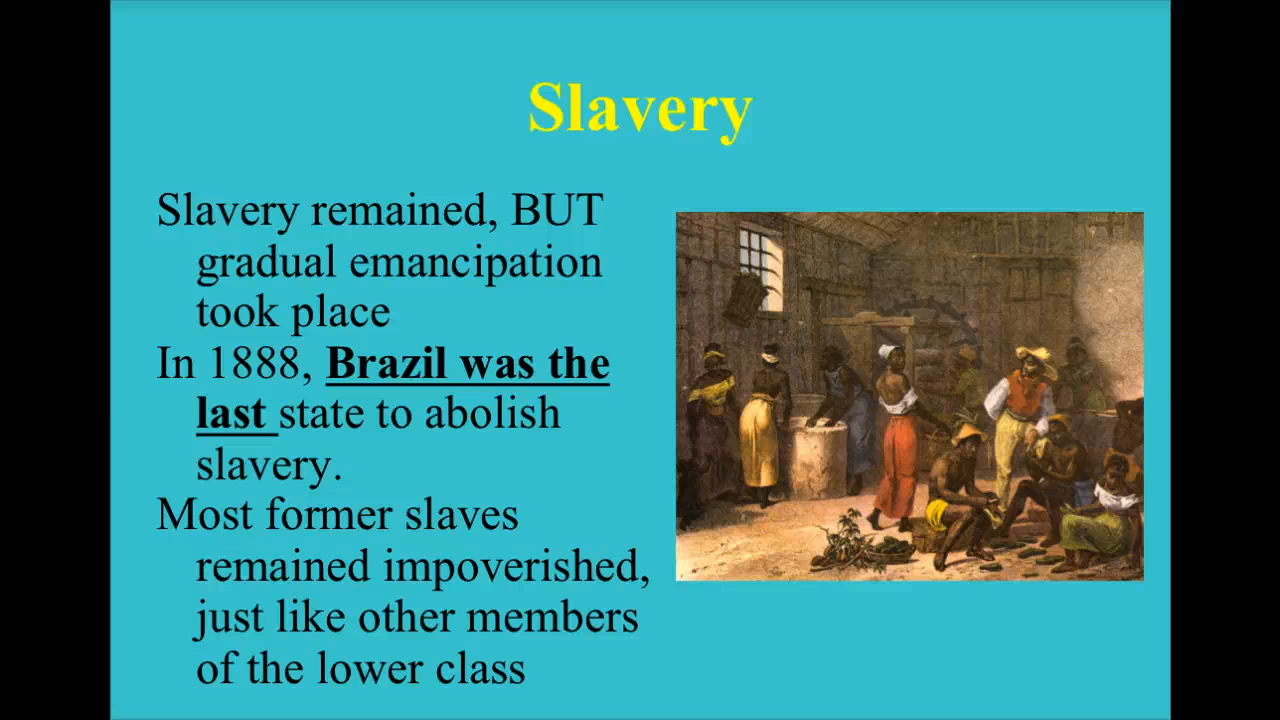 Slavery
Slavery remained, BUT
gradual emancipation
took place
In 1888, Brazil was the
last state to abolish
slavery.
Most former slaves
remained impoverished,
just like other members
of the lower class